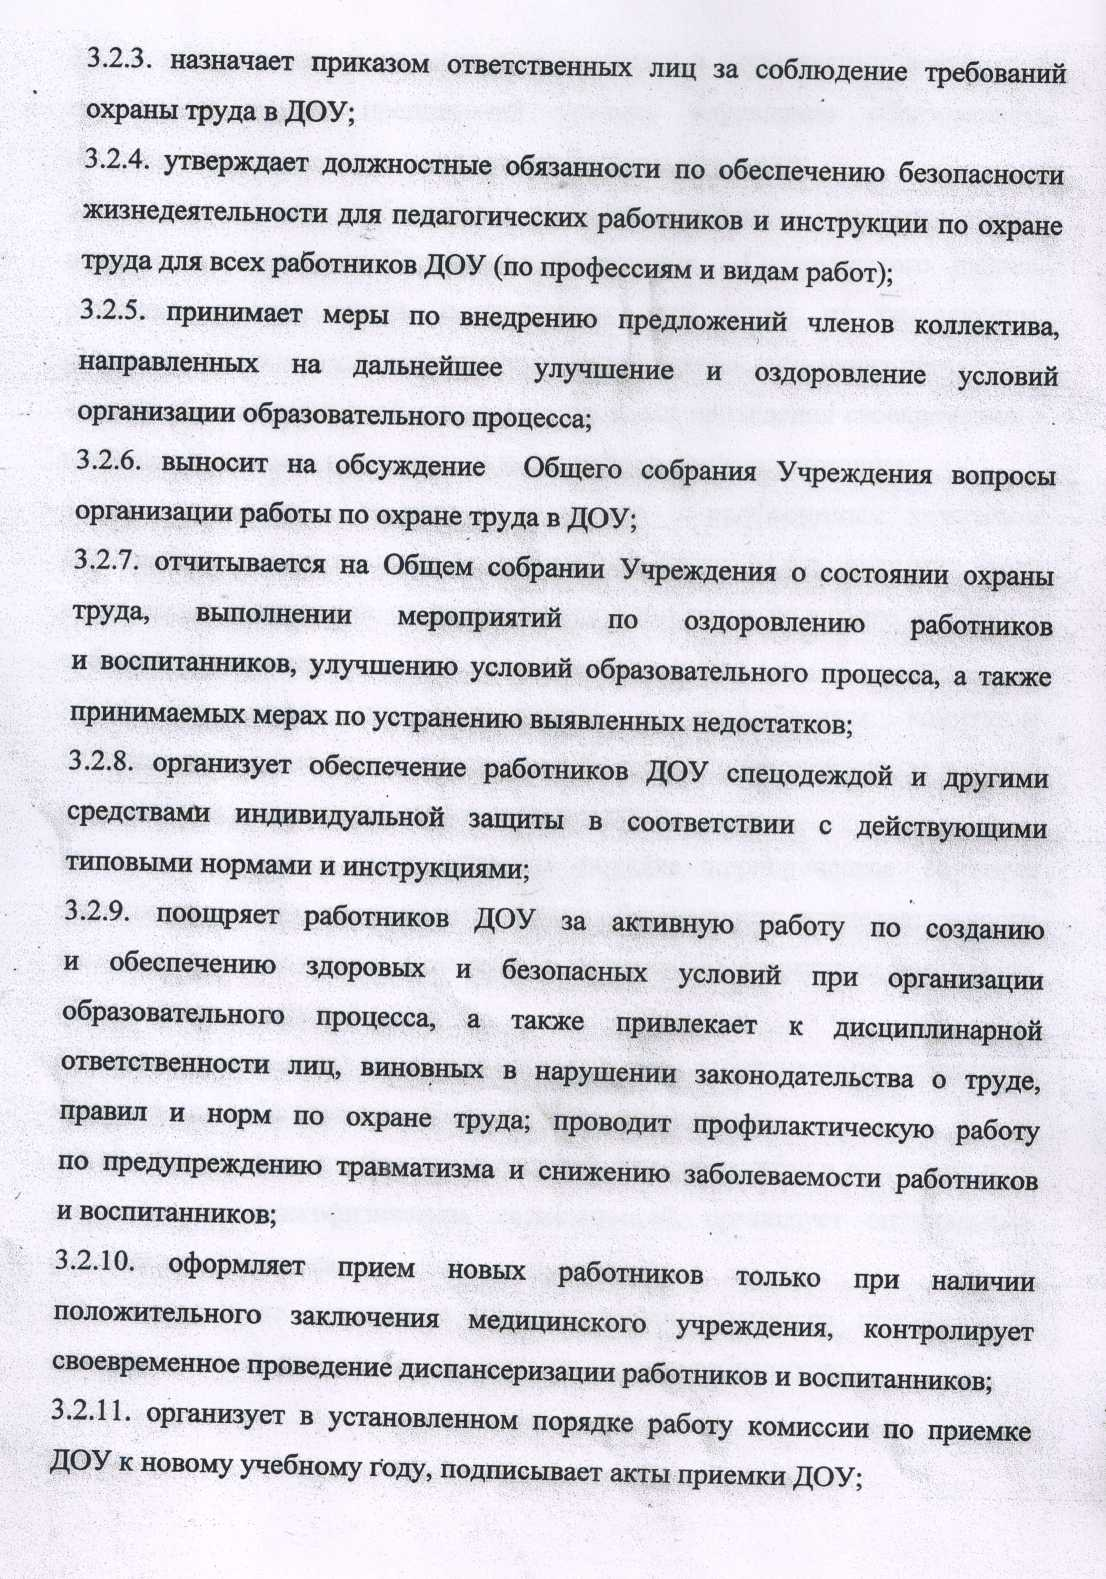 3.2.3. назначает приказом ответственных лиц за соблюдение требований
охраны труда в ДОУ;
3.2.4. утверждает должностные обязанности по обеспечению безопасности
жизнедеятельности для педагогических работников и инструкции по охране
труда для всех работников ДОУ (по профессиям и видам работ);
3.2.5. принимает меры по внедрению предложений членов коллектива,
направленных на дальнейшее улучшение и оздоровление условий
организации образовательного процесса;
3.2.6. выносит на обсуждение Общего собрания Учреждения вопросы
организации работы по охране труда в ДОУ;
3.2.7. отчитывается на Общем собрании Учреждения о состоянии охраны
труда, выполнении мероприятий по оздоровлению работников
и воспитанников, улучшению условий образовательного процесса, а также
принимаемых мерах по устранению выявленных недостатков;
3.2.8. организует обеспечение работников ДОУ спецодеждой и другими
средствами индивидуальной защиты в соответствии с действующими
типовыми нормами и инструкциями;
3.2.9. поощряет работников ДОУ за активную работу по созданию
и обеспечению здоровых и безопасных условий при организации
образовательного процесса, а также привлекает к дисциплинарной
ответственности лиц, виновных в нарушении законодательства о труде,
правил и норм по охране труда; проводит профилактическую работу
по предупреждению травматизма и снижению заболеваемости работников
и воспитанников;
3.2.10. оформляет прием новых работников только при наличии
положительного заключения медицинского учреждения, контролирует
своевременное проведение диспансеризации работников и воспитанников;
3.2.11. организует в установленном порядке работу комиссии по приемке
ДОУ к новому учебному году, подписывает акты приемки ДОУ;